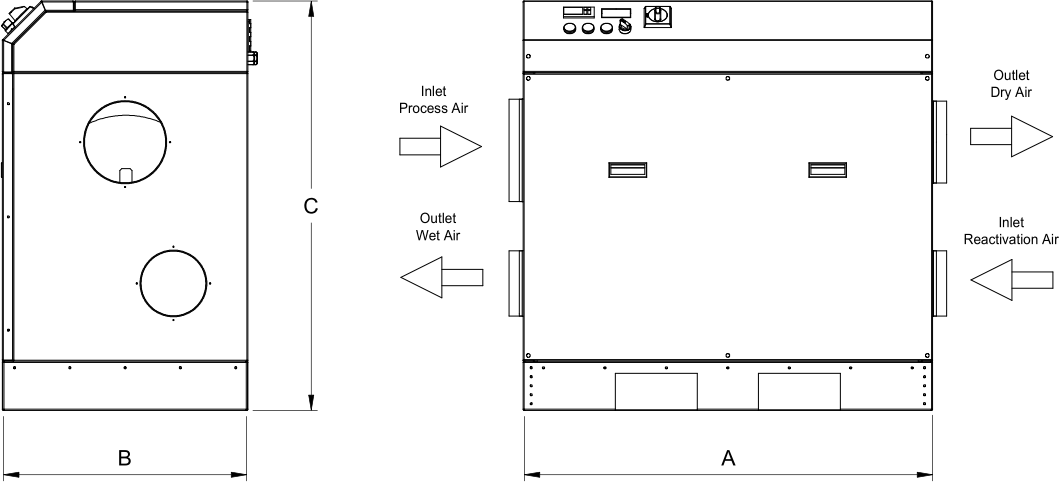 Inlet
Process Air
Outlet
Dry Air
C
Outlet
Wet Air
Inlet
Reactivation Air
B
A